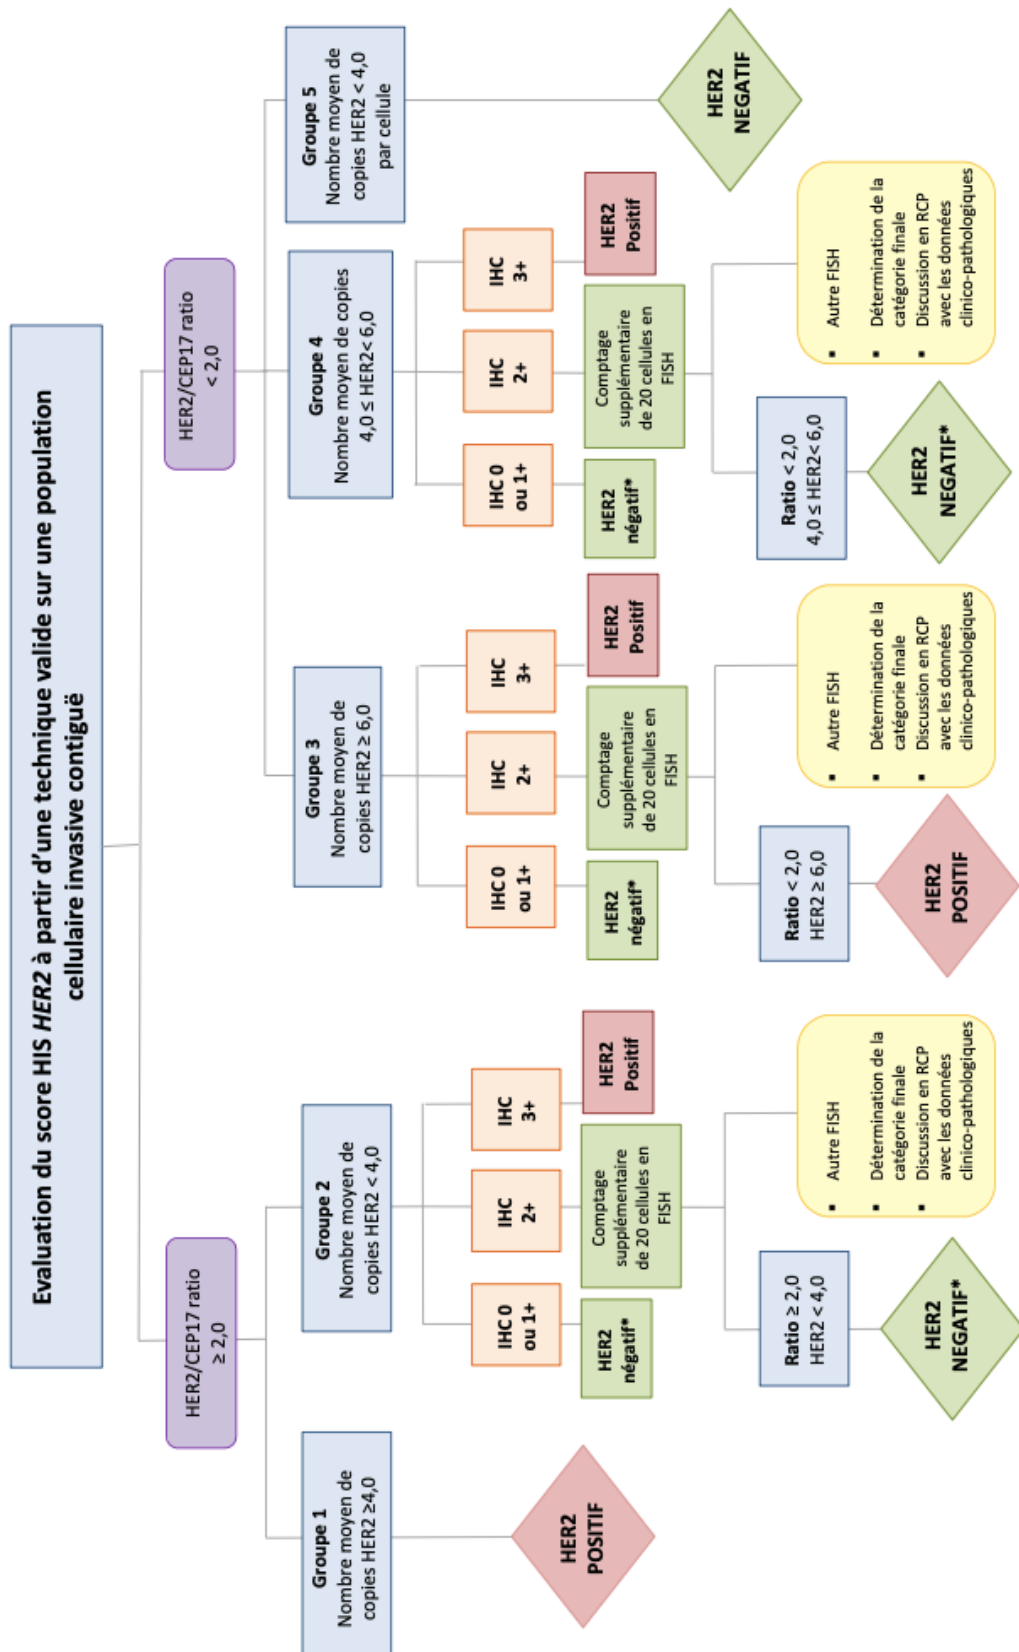 Evaluation du score HIS HER2 à partir d'une technique valide sur une population
cellulaire invasive contiguë
HER2/CEP17 ratio
≥ 2,0
HER2/CEP17 ratio
< 2,0
Groupe 1
Nombre moyen de
copies HER2 ≥4,0
Groupe 2
Nombre moyen de
copies HER2 < 4,0
Groupe 3
Nombre moyen de
copies HER2 ≥ 6,0
Groupe 4
Nombre moyen de copies
4,0 ≤ HER2< 6,0
Groupe 5
Nombre moyen de
copies HER2 < 4,0
par cellule
HER2
POSITIF
IHC 0
ou 1+
IHC
2+
IHC
3+
HER2
négatif*
Comptage
supplémentaire
de 20 cellules en
FISH
HER2
Positif
Ratio ≥ 2,0
HER2 < 4,0
HER2
NEGATIF*
▪ Autre FISH
▪ Détermination de la
catégorie finale
▪ Discussion en RCP
avec les données
clinico-pathologiques
IHC 0
ou 1+
IHC
2+
IHC
3+
HER2
négatif*
Comptage
supplémentaire
de 20 cellules en
FISH
HER2
Positif
Ratio < 2,0
HER2 ≥ 6,0
HER2
POSITIF
▪ Autre FISH
▪ Détermination de la
catégorie finale
▪ Discussion en RCP
avec les données
clinico-pathologiques
IHC 0
ou 1+
IHC
2+
IHC
3+
HER2
négatif*
Comptage
supplémentaire
de 20 cellules en
FISH
HER2
Positif
Ratio < 2,0
4,0 ≤ HER2< 6,0
HER2
NEGATIF*
▪ Autre FISH
▪ Détermination de la
catégorie finale
▪ Discussion en RCP
avec les données
clinico-pathologiques
HER2
NEGATIF